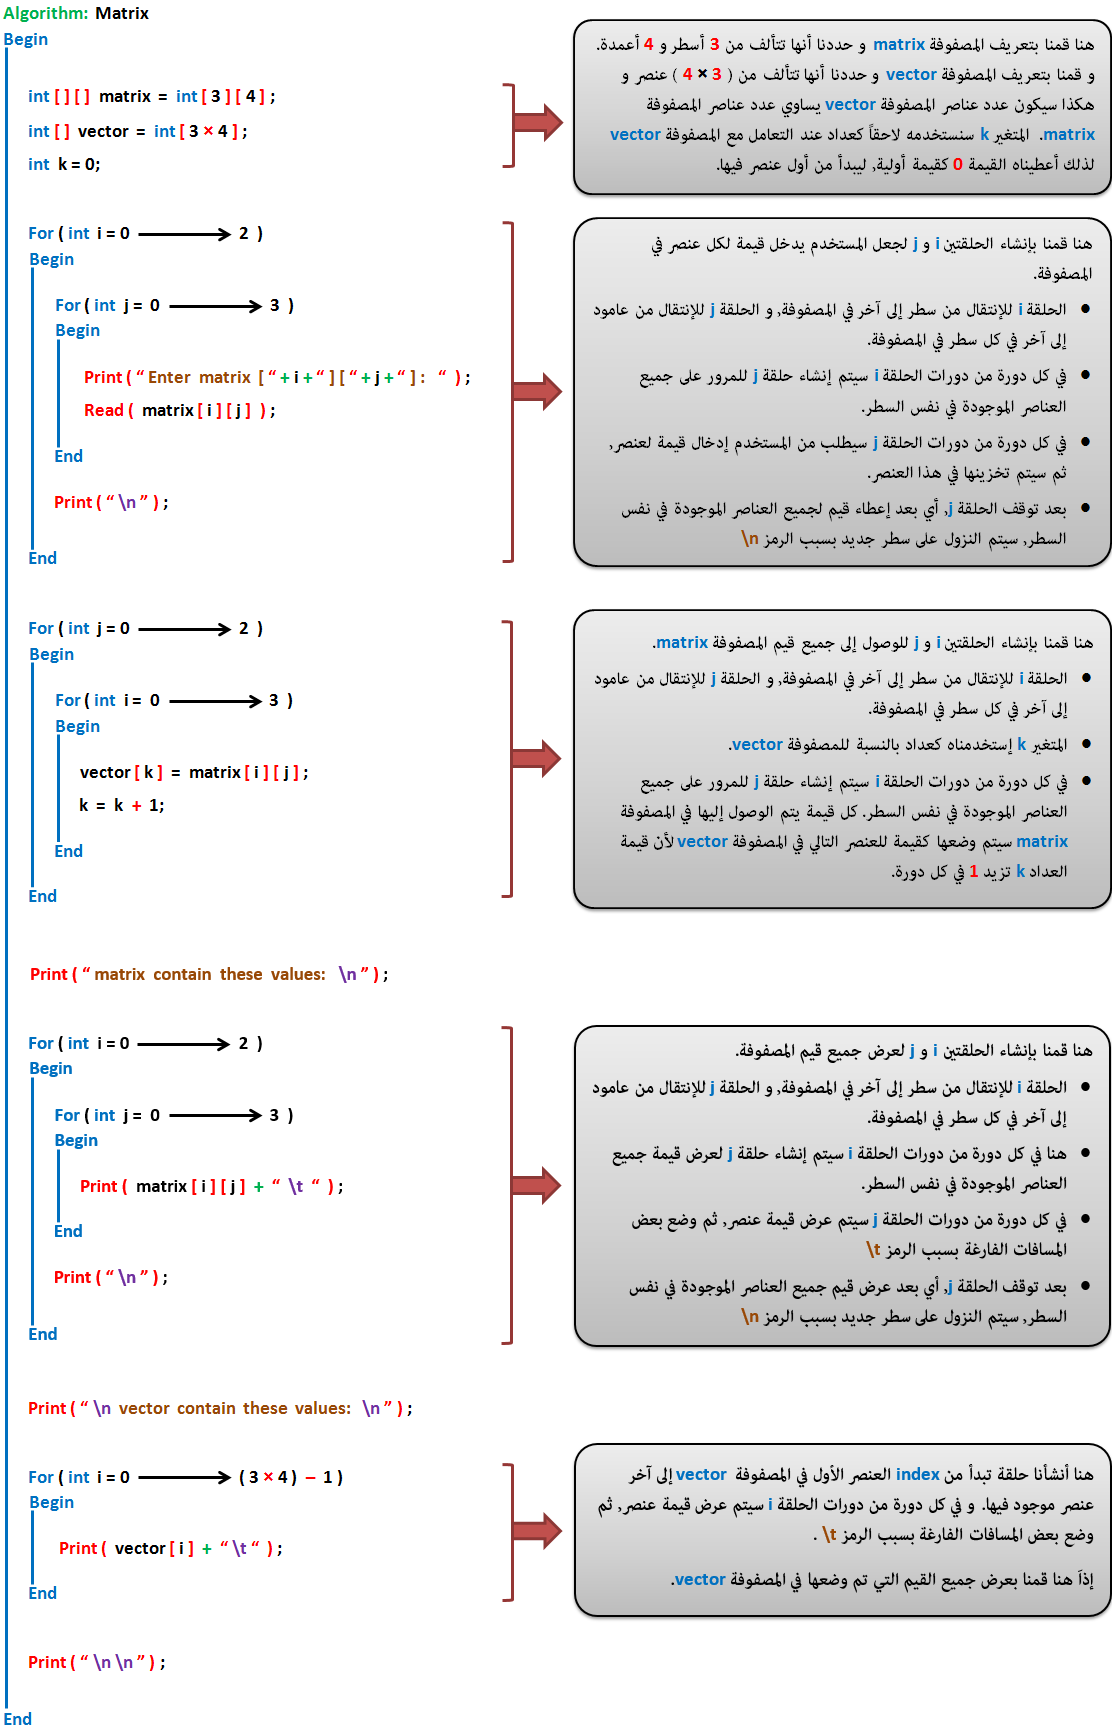 Algorithm: Matrix
Begin
int [ ] [ ] matrix = int [ 3 ] [ 4 ] ;
int [ ] vector = int [ 3 × 4 ] ;
int k = 0;
هنا قمنا بتعريف المصفوفة matrix و حددنا أنها تتألف من 3 أسطر و 4 أعمدة.
و قمنا بتعريف المصفوفة vector و حددنا أنها تتألف من ( 3 × 4 ) عنصر و
هكذا سيكون عدد عناصر المصفوفة vector يساوي عدد عناصر المصفوفة
matrix. المتغير k سنستخدمه لاحقاً كعداد عند التعامل مع المصفوفة vector
لذلك أعطيناه القيمة 0 كقيمة أولية, ليبدأ من أول عنصر فيها.
For ( int i = 0 ⟶ 2 )
Begin
For ( int j = 0 ⟶ 3 )
Begin
Print ( “ Enter matrix [ “ + i + “ ] [ “ + j + “ ] : “ ) ;
Read ( matrix [ i ] [ j ] ) ;
End
Print ( “ \n ” ) ;
End
هنا قمنا بإنشاء الحلقتين i و j لجعل المستخدم يدخل قيمة لكل عنصر في
المصفوفة.
● الحلقة i للإنتقال من سطر إلى آخر في المصفوفة, و الحلقة j للإنتقال من عامود
إلى آخر في كل سطر في المصفوفة.
● في كل دورة من دورات الحلقة i سيتم إنشاء حلقة j للمرور على جميع
العناصر الموجودة في نفس السطر.
● في كل دورة من دورات الحلقة j سيطلب من المستخدم إدخال قيمة لعنصر,
ثم سيتم تخزينها في هذا العنصر.
● بعد توقف الحلقة j, أي بعد إعطاء قيم لجميع العناصر الموجودة في نفس
السطر, سيتم النزول على سطر جديد بسبب الرمز \n
For ( int j = 0 ⟶ 2 )
Begin
For ( int i = 0 ⟶ 3 )
Begin
vector [ k ] = matrix [ i ] [ j ] ;
k = k + 1;
End
End
هنا قمنا بإنشاء الحلقتين i و j للوصول إلى جميع قيم المصفوفة matrix.
● الحلقة i للإنتقال من سطر إلى آخر في المصفوفة, و الحلقة j للإنتقال من عامود
إلى آخر في كل سطر في المصفوفة.
● المتغير k إستخدمناه كعداد بالنسبة للمصفوفة vector.
● في كل دورة من دورات الحلقة i سيتم إنشاء حلقة j للمرور على جميع
العناصر الموجودة في نفس السطر. كل قيمة يتم الوصول إليها في المصفوفة
matrix سيتم وضعها كقيمة للعنصر التالي في المصفوفة vector لأن قيمة
العداد k تزيد 1 في كل دورة.
Print ( “ matrix contain these values: \n ” ) ;
For ( int i = 0 ⟶ 2 )
Begin
For ( int j = 0 ⟶ 3 )
Begin
Print ( matrix [ i ] [ j ] + “ \t “ ) ;
End
Print ( “ \n ” ) ;
End
هنا قمنا بإنشاء الحلقتين i و j لعرض جميع قيم المصفوفة.
● الحلقة i للإنتقال من سطر إلى آخر في المصفوفة, و الحلقة j للإنتقال من عامود
إلى آخر في كل سطر في المصفوفة.
● هنا في كل دورة من دورات الحلقة i سيتم إنشاء حلقة j لعرض قيمة جميع
العناصر الموجودة في نفس السطر.
● في كل دورة من دورات الحلقة j سيتم عرض قيمة عنصر, ثم وضع بعض
المسافات الفارغة بسبب الرمز \t
● بعد توقف الحلقة j, أي بعد عرض قيم جميع العناصر الموجودة في نفس
السطر, سيتم النزول على سطر جديد بسبب الرمز \n
Print ( “ \n vector contain these values: \n ” ) ;
For ( int i = 0 ⟶ ( 3 × 4 ) – 1 )
Begin
Print ( vector [ i ] + “ \t “ ) ;
End
هنا أنشأنا حلقة تبدأ من index العنصر الأول في المصفوفة vector إلى آخر
عنصر موجود فيها. و في كل دورة من دورات الحلقة i سيتم عرض قيمة عنصر, ثم
وضع بعض المسافات الفارغة بسبب الرمز \t .
إذاَ هنا قمنا بعرض جميع القيم التي تم وضعها في المصفوفة vector.
Print ( “ \n \n ” ) ;
End